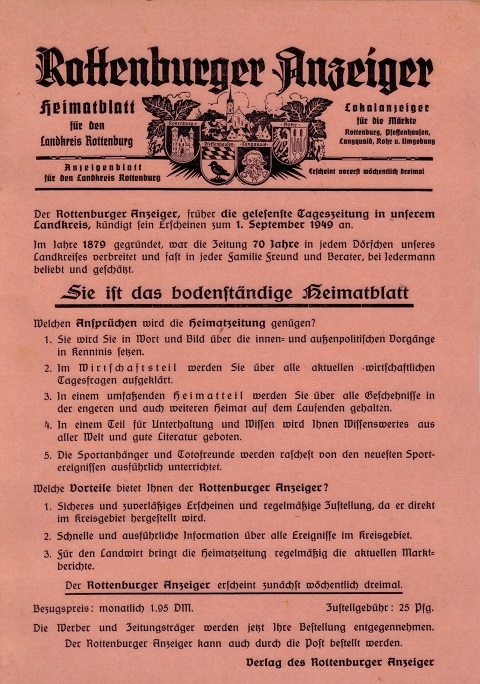 Rottenburger Anzeiger
Heimatblatt
für den
Landkreis Rottenburg
Anzeigenblatt
für den Landkreis Rottenburg
Rottenburg
Pfeffenhausen
Langquaid
Rohr
Lokalanzeiger
für die Märkte
Rottenburg, Pfeffenhausen,
Langquaid, Rohr u. Umgebung
Erscheint vorerst wöchentlich dreimal
Der Rottenburger Anzeiger, früher die gelesenste Tageszeitung in unserem
Landkreis, kündigt sein Erscheinen zum 1. September 1949 an.
Im Jahre 1879 gegründet, war die Zeitung 70 Jahre in jedem Dörfchen unseres
Landkreises verbreitet und fast in jeder Familie Freund und Berater, bei Jedermann
beliebt und geschätzt.
Sie ist das bodenständige Heimatblatt
Welchen Ansprüchen wird die Heimatzeitung genügen?
1. Sie wird Sie in Wort und Bild über die innen- und außenpolitischen Vorgänge
in Kenntnis setzen.
2. Im Wirtschaftsteil werden Sie über alle aktuellen wirtschaftlichen
Tagesfragen aufgeklärt.
3. In einem umfaßenden Heimatteil werden Sie über alle Geschehnisse in
der engeren und auch weiteren Heimat auf dem Laufenden gehalten.
4. In einem Teil für Unterhaltung und Wissen wird Ihnen Wissenswertes aus
aller Welt und gute Literatur geboten.
5. Die Sportanhänger und Totofreunde werden raschest von den neuesten Sport-
ereignissen ausführlich unterrichtet.
Welche Vorteile bietet Ihnen der Rottenburger Anzeiger?
1. Sicheres und zuverläßiges Erscheinen und regelmäßige Zustellung, da er direkt
im Kreisgebiet hergestellt wird.
2. Schnelle und ausführliche Information über alle Ereignisse im Kreisgebiet.
3. Für den Landwirt bringt die Heimatzeitung regelmäßig die aktuellen Markt-
berichte.
Der Rottenburger Anzeiger erscheint zunächst wöchentlich dreimal.
Bezugspreis: monatlich 1.95 DM. Zustellgebühr: 25 Pfg.
Die Werber und Zeitungsträger werden jetzt Ihre Bestellung entgegennehmen.
Der Rottenburger Anzeiger kann auch durch die Post bestellt werden.
Verlag des Rottenburger Anzeiger